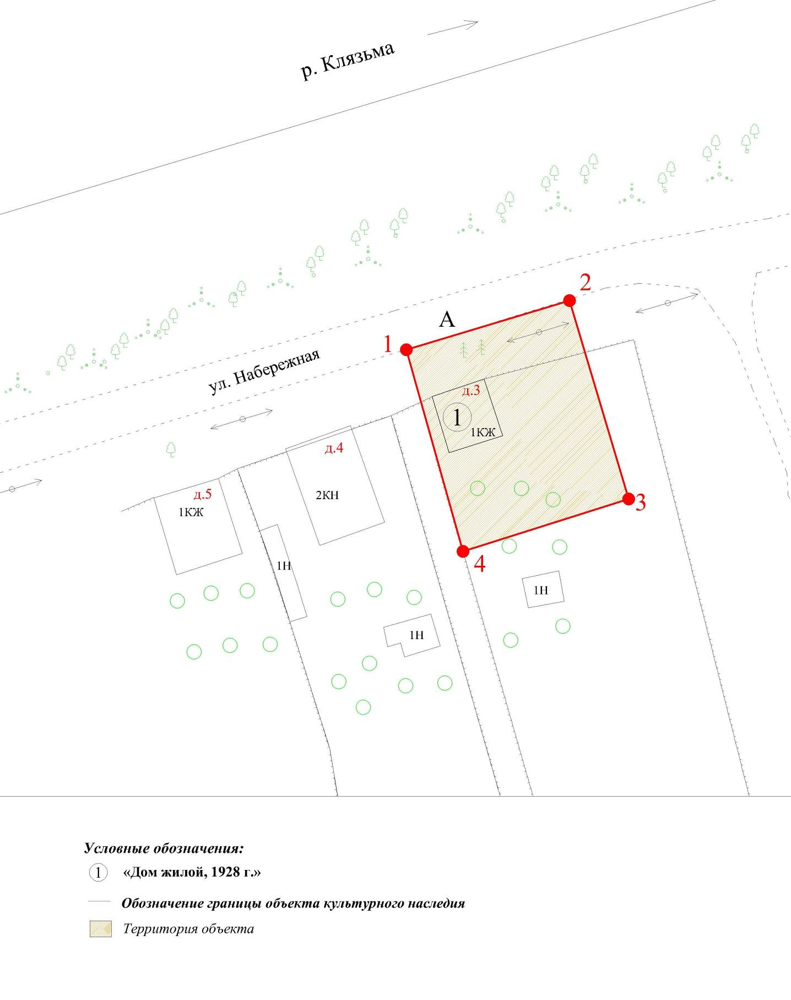 р. Клязьма
2
А
1
ул. Набережная
д.3
1
1КЖ
д.4
2КН
д.5
1КЖ
3
4
1Н
1Н
1Н
Условные обозначения:
1 «Дом жилой, 1928 г.»
Обозначение границы объекта культурного наследия
Территория объекта